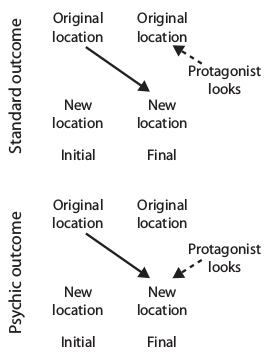 Standard outcome
Original
location
Original
location
Protagonist
looks
New
location
New
location
Initial
Final
Psychic outcome
Original
location
Original
location
Protagonist
looks
New
location
New
location
Initial
Final